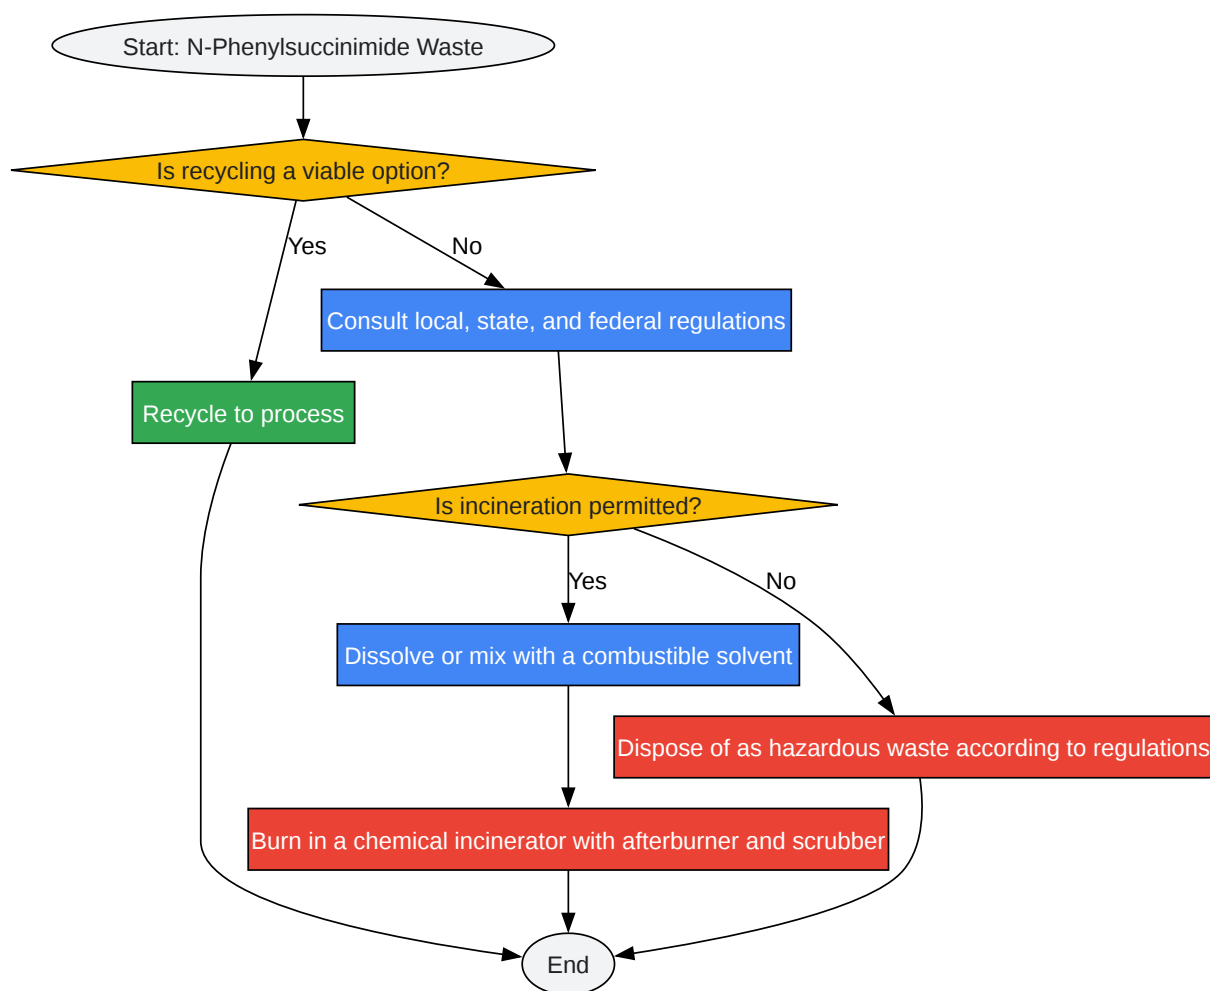 Start: N-Phenylsuccinimide Waste
Is recycling a viable option?
Yes
No
Consult local, state, and federal regulations
Recycle to process
Is incineration permitted?
Yes
No
Dissolve or mix with a combustible solvent
Dispose of as hazardous waste according to regulations
Burn in a chemical incinerator with afterburner and scrubber
End